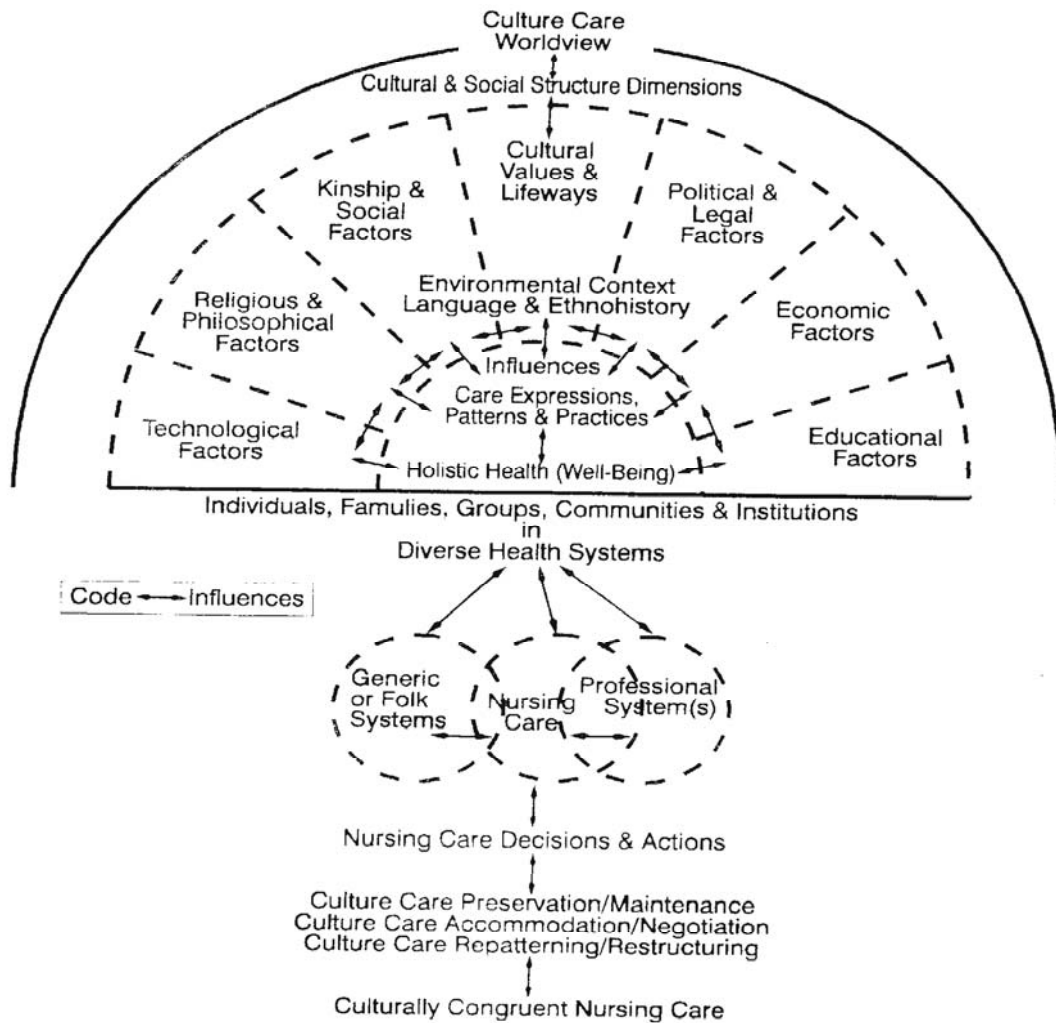 Culture Care
Worldview
Cultural & Social Structure Dimensions
Cultural
Values &
Lifeways
Kinship &
Social
Factors
Political &
Legal
Factors
Religious &
Philosophical
Factors
Environmental Context
Language & Ethnohistory
Economic
Factors
Influences
Care Expressions,
Patterns & Practices
Technological
Factors
Holistic Health (Well-Being)
Educational
Factors
Individuals, Famulies, Groups, Communities & Institutions
in
Diverse Health Systems
Code Influences
Generic
or Folk
Systems
Nursing
Care
Professional
System(s)
Nursing Care Decisions & Actions
Culture Care Preservation/Maintenance
Culture Care Accommodation/Negotiation
Culture Care Repatterning/Restructuring
Culturally Congruent Nursing Care